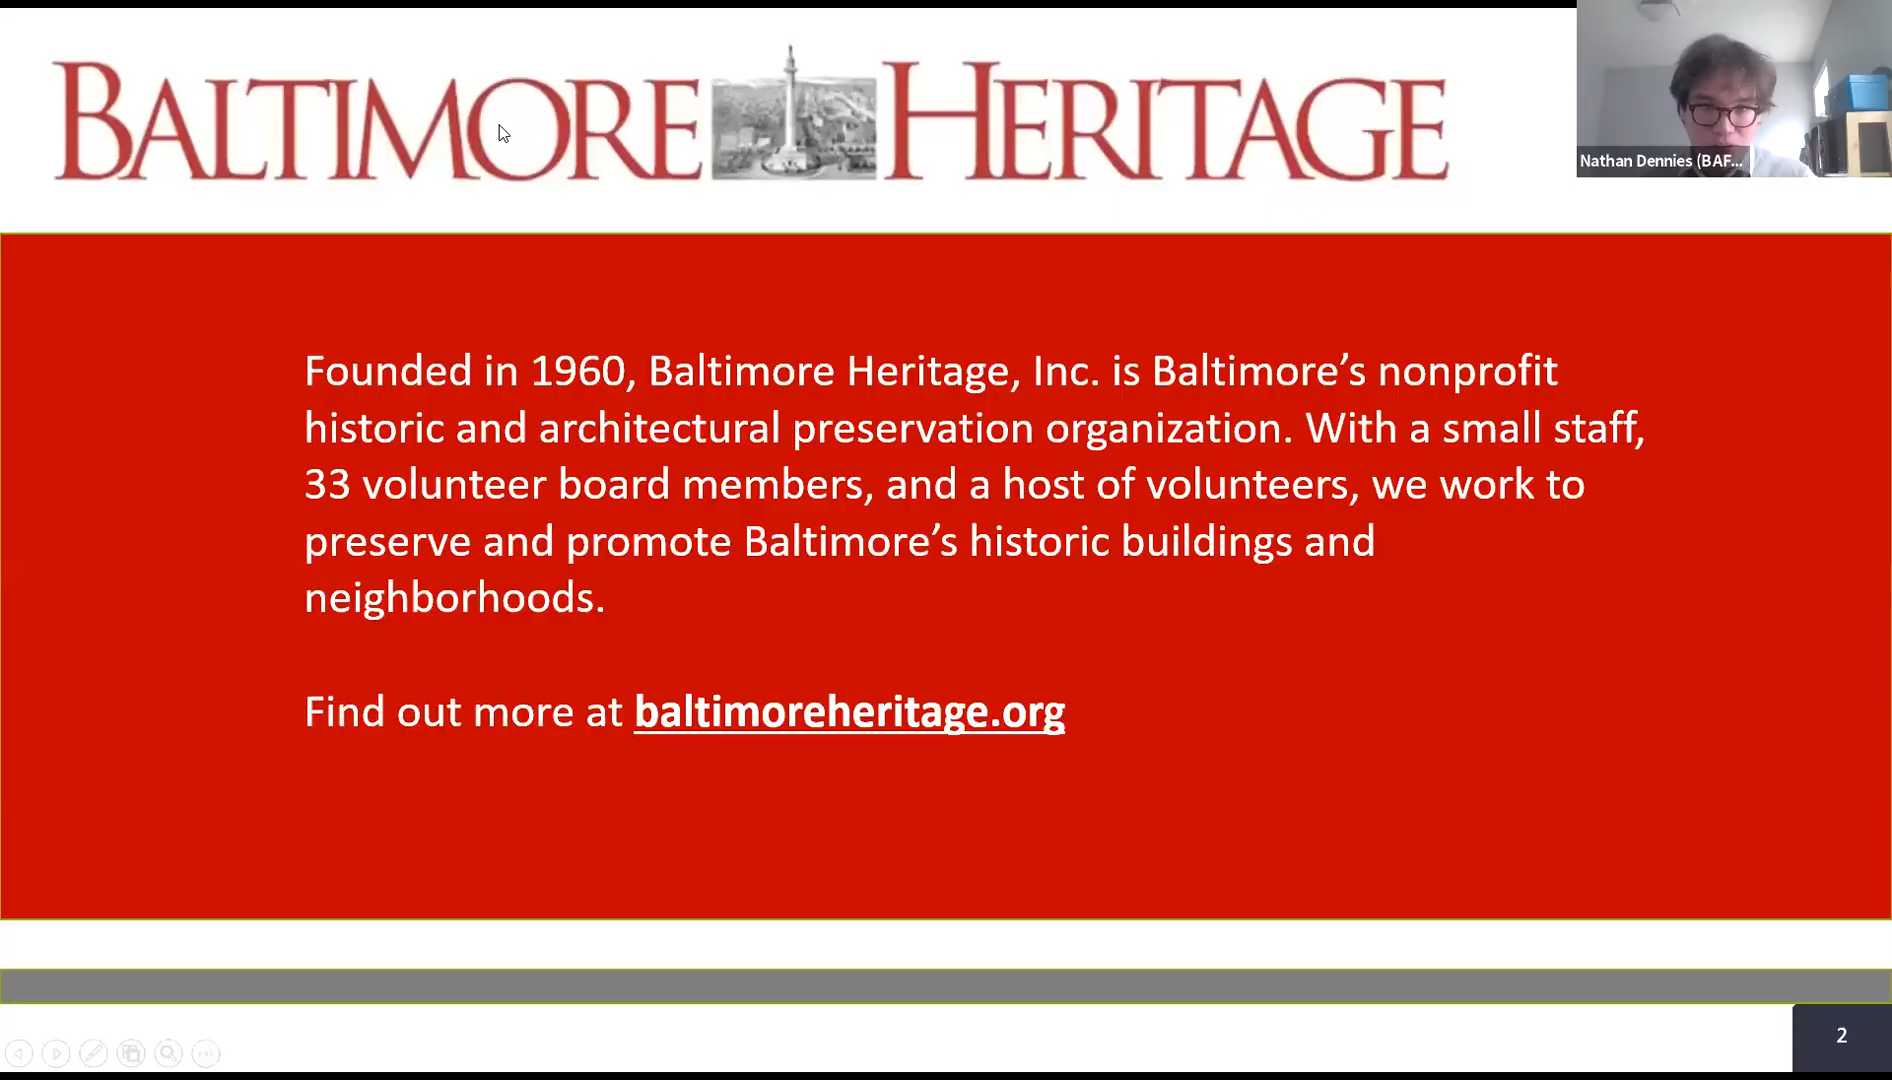 BALTIMORE HERITAGE
Nathan Dennies (BAF...
Founded in 1960, Baltimore Heritage, Inc. is Baltimore’s nonprofit
historic and architectural preservation organization. With a small staff,
33 volunteer board members, and a host of volunteers, we work to
preserve and promote Baltimore’s historic buildings and
neighborhoods.
Find out more at baltimoreheritage.org
2